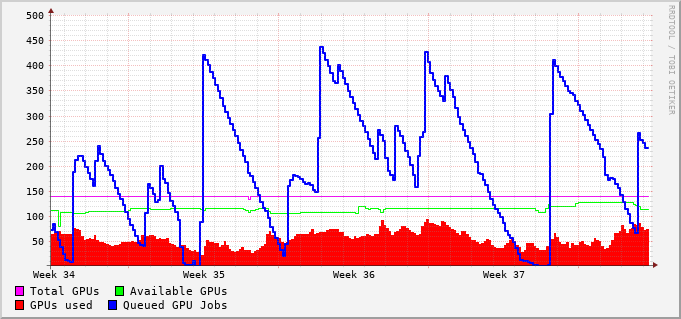 500
450
400
350
300
250
200
150
100
50
Week 34 Week 35 Week 36 Week 37
Total GPUs Available GPUs
GPUs used Queued GPU Jobs
RRDTOOL / TOBI OETIKER